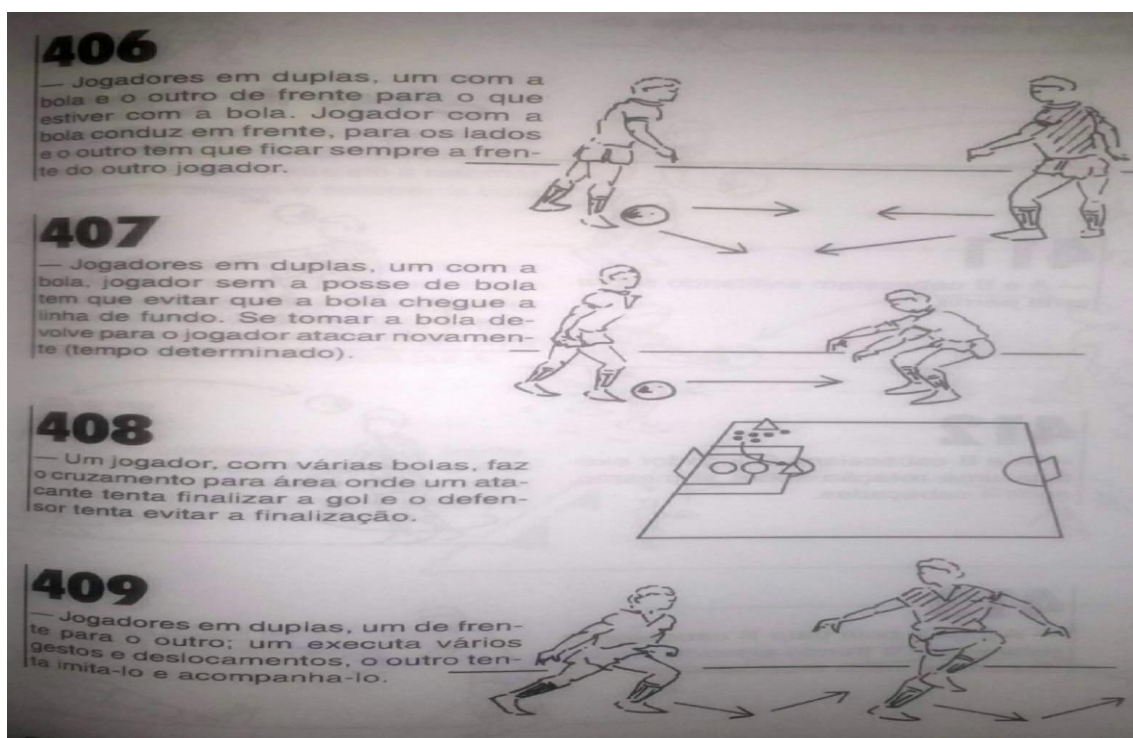 406
— Jogadores em duplas, um com a
bola e o outro de frente para o que
estiver com a bola. Jogador com a
bola conduz em frente, para os lados
e o outro tem que ficar sempre a fren-
te do outro jogador.
407
— Jogadores em duplas, um com a
bola, jogador sem a posse de bola
tem que evitar que a bola chegue a
linha de fundo. Se tomar a bola de-
volve para o jogador atacar novamen-
te (tempo determinado).
408
— Um jogador, com várias bolas, faz
o cruzamento para área onde um ata-
cante tenta finalizar a gol e o defen-
sor tenta evitar a finalização.
409
— Jogadores em duplas, um de fren-
te para o outro; um executa vários
gestos e deslocamentos, o outro ten-
ta imita-lo e acompanha-lo.